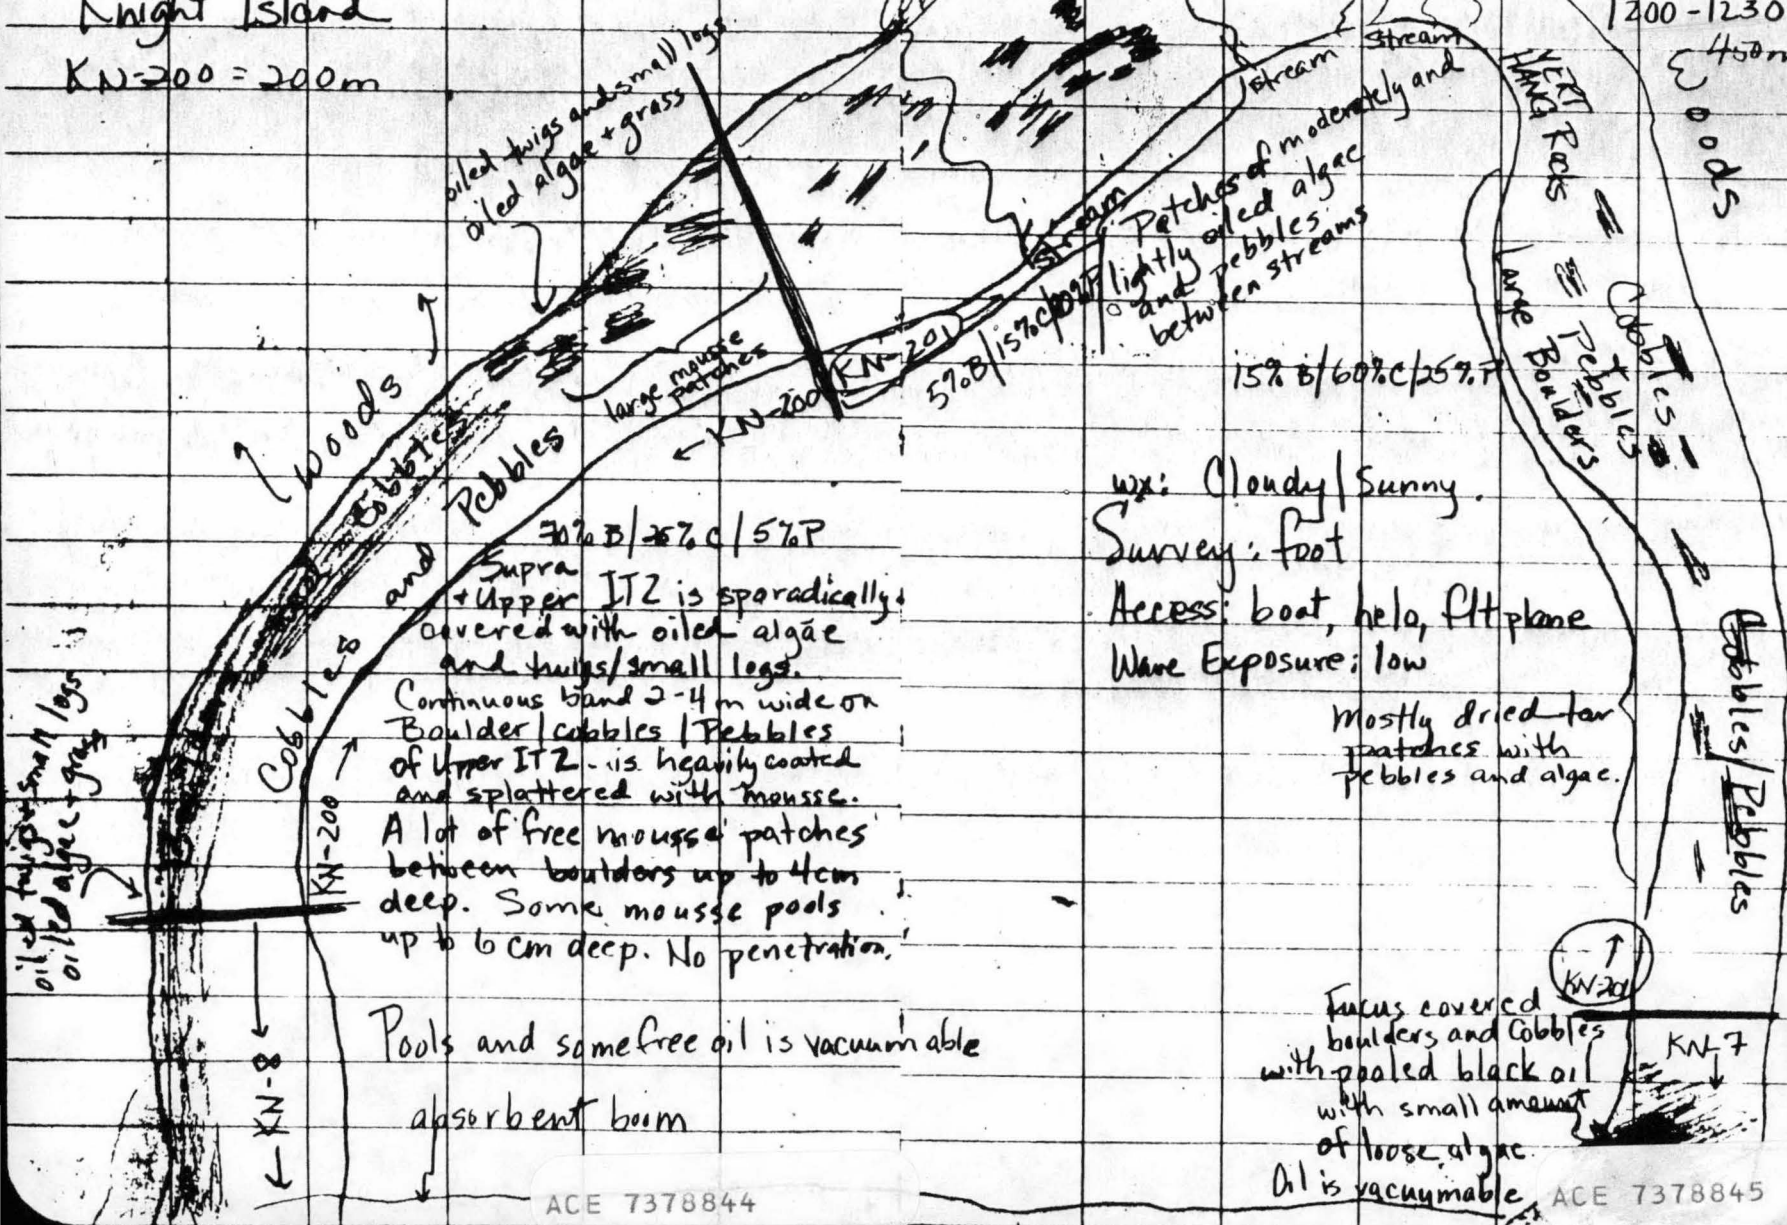 Knight Island
KN-200 = 200m
oiled twigs and small logs
oiled algae + grass
Woods
Cobbles
and
Pebbles
large mousse
patches
KN-200
KN-201
70% B/25% C/5% P
Supra
+ Upper ITZ is sporadically
covered with oiled algae
and twigs/small logs.
Continuous band 2-4 m wide on
Boulder/cobbles/Pebbles
of Upper ITZ - is heavily coated
and splattered with mousse.
A lot of free mousse patches
between boulders up to 4cm
deep. Some mousse pools
up to 6 cm deep. No penetration.
Pools and some free oil is vacuumable
absorbent boom
Cobbles
KN-200
KN-8
oiled twigs + small logs
oiled algae + grass
ACE 7378844
1200-1230
450m
Woods
stream
stream
stream
VERT
HANG Rocks
Patches of moderately and
lightly oiled algae
and pebbles
between streams
5% B/15% C/80% P
15% B/60% C/25% P
Large Boulders
Cobbles
Pebbles
wx: Cloudy/Sunny.
Survey: foot
Access: boat, helo, flt plane
Wave Exposure: low
Mostly dried tar
patches with
pebbles and algae.
Cobbles/Pebbles
KN-201
KN-7
Fucus covered
boulders and Cobbles
with pooled black oil
with small amount
of loose algae
Oil is vacuumable
ACE 7378845